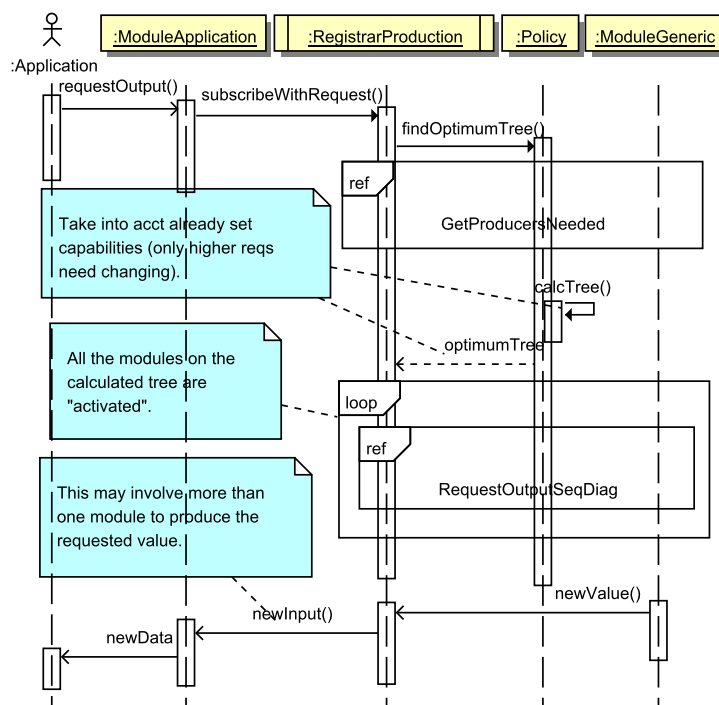 :ModuleApplication
:RegistrarProduction
:Policy
:ModuleGeneric
:Application
requestOutput()
subscribeWithRequest()
findOptimumTree()
ref
GetProducersNeeded
Take into acct already set
capabilities (only higher reqs
need changing).
calcTree()
optimumTree
All the modules on the
calculated tree are
"activated".
loop
ref
RequestOutputSeqDiag
This may involve more than
one module to produce the
requested value.
newValue()
newInput()
newData